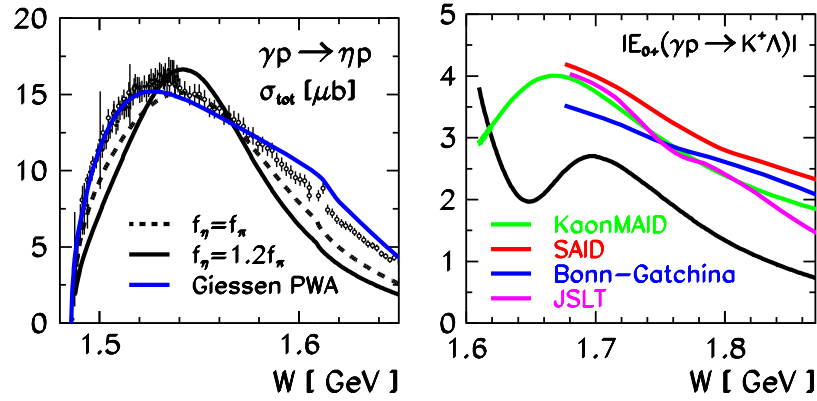 20
15
10
5
0
γp → ηp
σtot [μb]
fη=fπ
fη=1.2fπ
Giessen PWA
1.5
1.6
W [ GeV ]
5
4
3
2
1
0
|E0+(γp → K+Λ)|
KaonMAID
SAID
Bonn-Gatchina
JSLT
1.6
1.7
1.8
W [ GeV ]